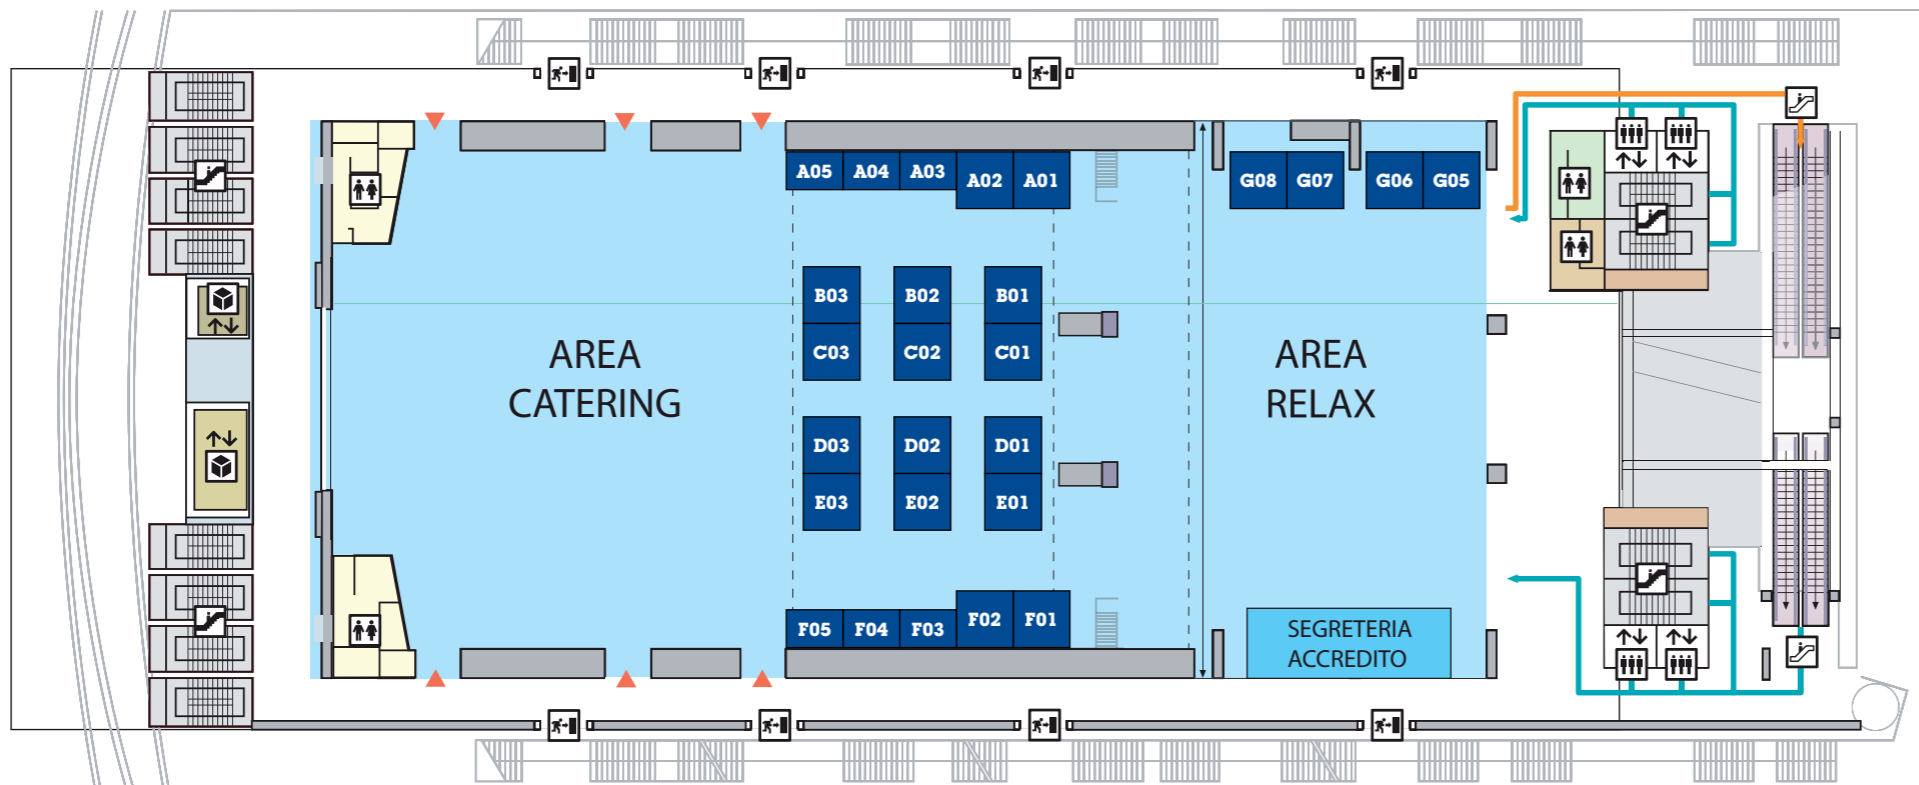 A05 A04 A03 A02 A01
G08 G07 G06 G05
B03 B02 B01
C03 C02 C01
AREA
CATERING
AREA
RELAX
D03 D02 D01
E03 E02 E01
F05 F04 F03 F02 F01
SEGRETERIA
ACCREDITO